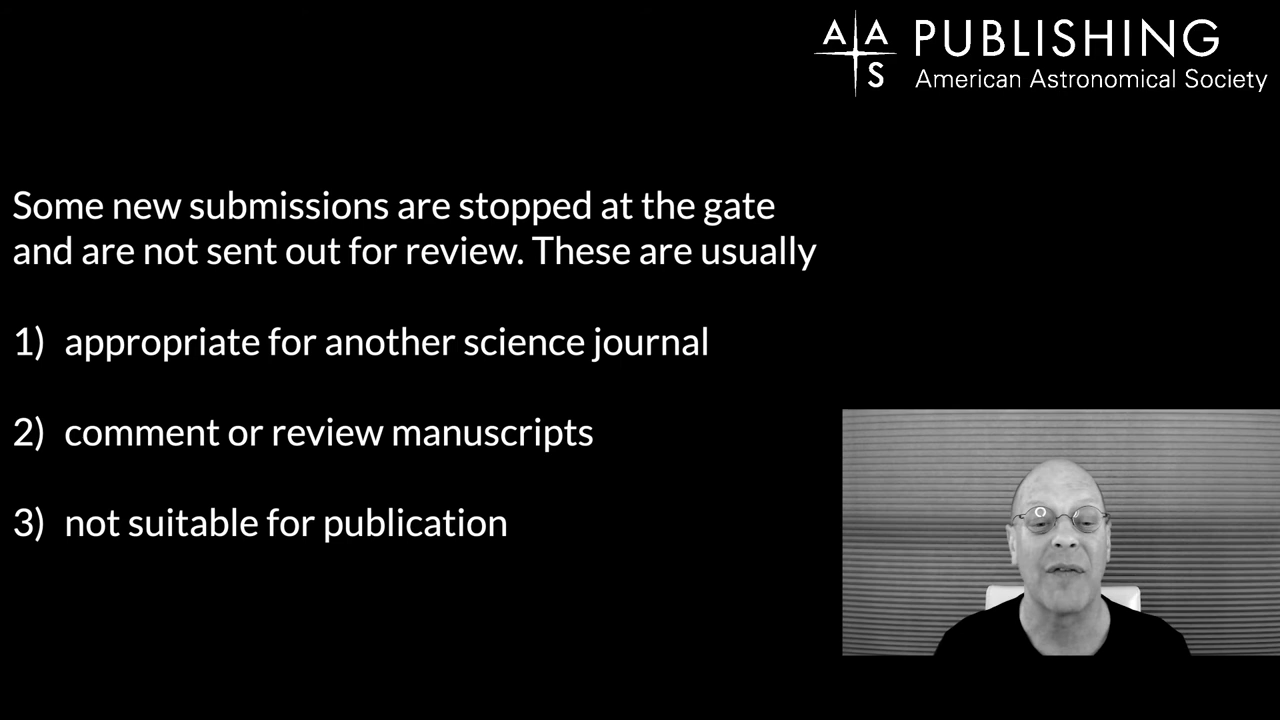 AAS PUBLISHING
American Astronomical Society
Some new submissions are stopped at the gate
and are not sent out for review. These are usually
1) appropriate for another science journal
2) comment or review manuscripts
3) not suitable for publication